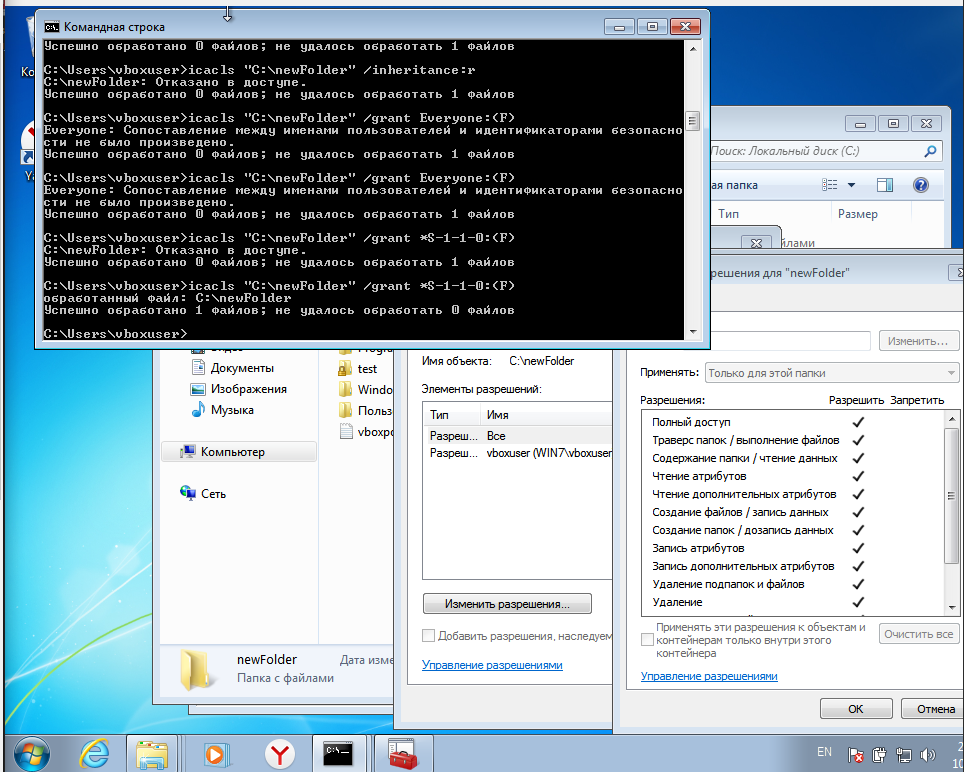 Командная строка
Успешно обработано 0 файлов; не удалось обработать 1 файлов
C:\Users\vboxuser>icacls "C:\newFolder" /inheritance:r
C:\newFolder: Отказано в доступе.
Успешно обработано 0 файлов; не удалось обработать 1 файлов
C:\Users\vboxuser>icacls "C:\newFolder" /grant Everyone:(F)
Everyone: Сопоставление между именами пользователей и идентификаторами безопасно
сти не было произведено.
Успешно обработано 0 файлов; не удалось обработать 1 файлов
C:\Users\vboxuser>icacls "C:\newFolder" /grant Everyone:(F)
Everyone: Сопоставление между именами пользователей и идентификаторами безопасно
сти не было произведено.
Успешно обработано 0 файлов; не удалось обработать 1 файлов
C:\Users\vboxuser>icacls "C:\newFolder" /grant *S-1-1-0:(F)
C:\newFolder: Отказано в доступе.
Успешно обработано 0 файлов; не удалось обработать 1 файлов
C:\Users\vboxuser>icacls "C:\newFolder" /grant *S-1-1-0:(F)
обработанный файл: C:\newFolder
Успешно обработано 1 файлов; не удалось обработать 0 файлов
C:\Users\vboxuser>
Поиск: Локальный диск (C:)
ая папка
Тип
Размер
йлами
решения для "newFolder"
Изменить...
Документы
Изображения
Музыка
Компьютер
Сеть
test
Windo
Польз
vboxpo
newFolder
Дата изме
Папка с файлами
Имя объекта: C:\newFolder
Элементы разрешений:
Тип Имя
Разреш... Все
Разреш... vboxuser (WIN7\vboxuser
Изменить разрешения...
Добавить разрешения, наследуем
Управление разрешениями
Применять: Только для этой папки
Разрешения: Разрешить Запретить
Полный доступ
Траверс папок / выполнение файлов
Содержание папки / чтение данных
Чтение атрибутов
Чтение дополнительных атрибутов
Создание файлов / запись данных
Создание папок / дозапись данных
Запись атрибутов
Запись дополнительных атрибутов
Удаление подпапок и файлов
Удаление
Применять эти разрешения к объектам и
контейнерам только внутри этого
контейнера
Очистить все
Управление разрешениями
ОК
Отмена
EN